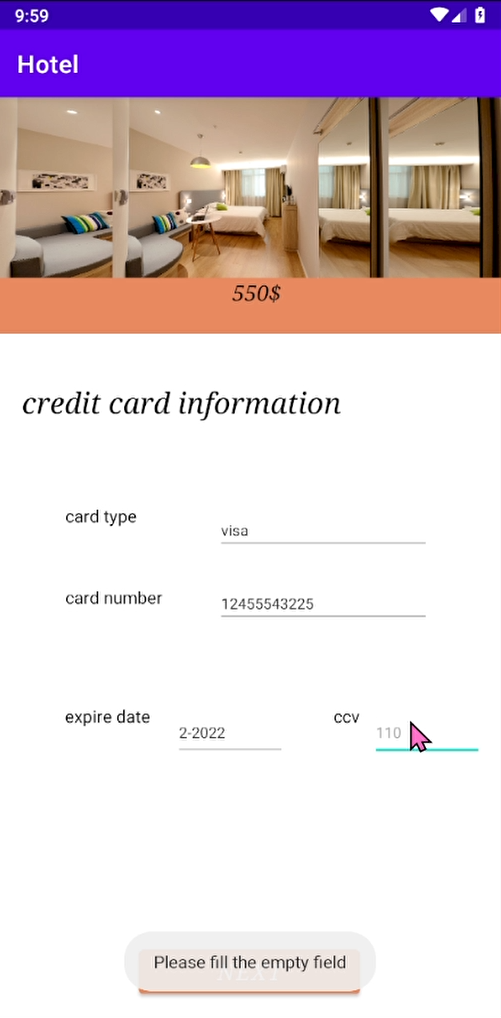 9:59
Hotel
550$
credit card information
card type
visa
card number
12455543225
expire date
2-2022
ccv
110
Please fill the empty field
NEXT